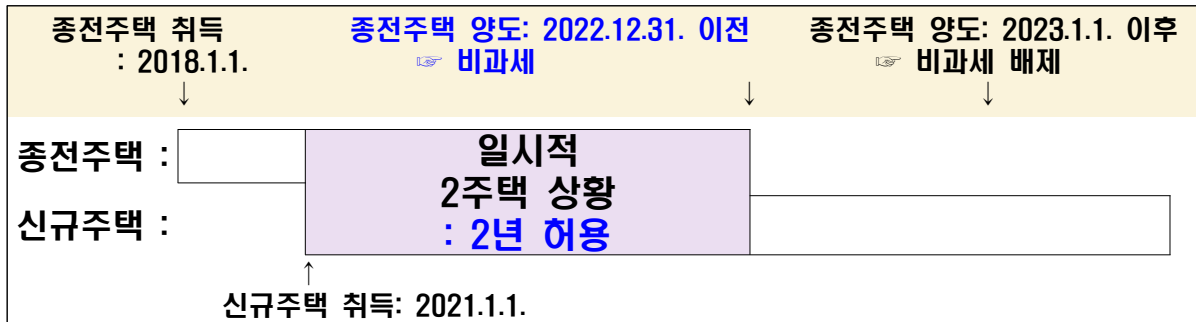 종전주택 취득
: 2018.1.1.
↓
종전주택 양도: 2022.12.31. 이전
☞ 비과세
↓
종전주택 양도: 2023.1.1. 이후
☞ 비과세 배제
↓
종전주택 :
신규주택 :
일시적
2주택 상황
: 2년 허용
↑
신규주택 취득: 2021.1.1.